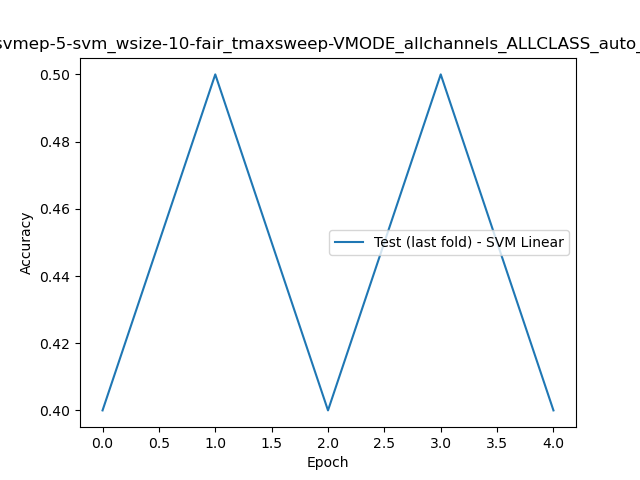 svmep-5-svm_wsize-10-fair_tmaxsweep-VMODE_allchannels_ALLCLASS_auto_
0.50
0.48
0.46
0.44
0.42
0.40
Accuracy
Test (last fold) - SVM Linear
0.0 0.5 1.0 1.5 2.0 2.5 3.0 3.5 4.0
Epoch